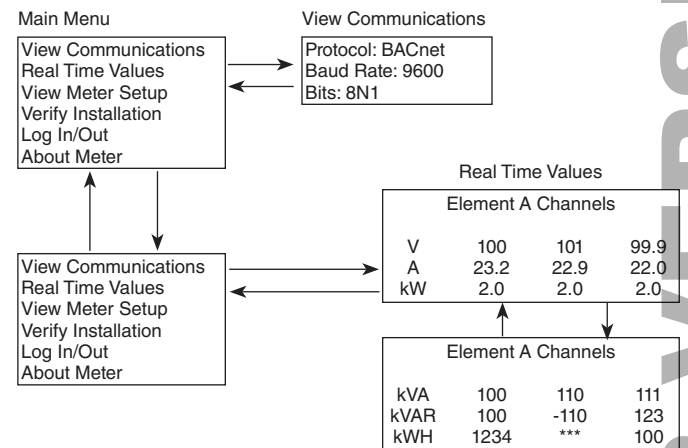 Main Menu
View Communications
Real Time Values
View Meter Setup
Verify Installation
Log In/Out
About Meter
View Communications
Protocol: BACnet
Baud Rate: 9600
Bits: 8N1
View Communications
Real Time Values
View Meter Setup
Verify Installation
Log In/Out
About Meter
Real Time Values
Element A Channels
V 100 101 99.9
A 23.2 22.9 22.0
kW 2.0 2.0 2.0
Element A Channels
kVA 100 110 111
kVAR 100 -110 123
kWH 1234 *** 100